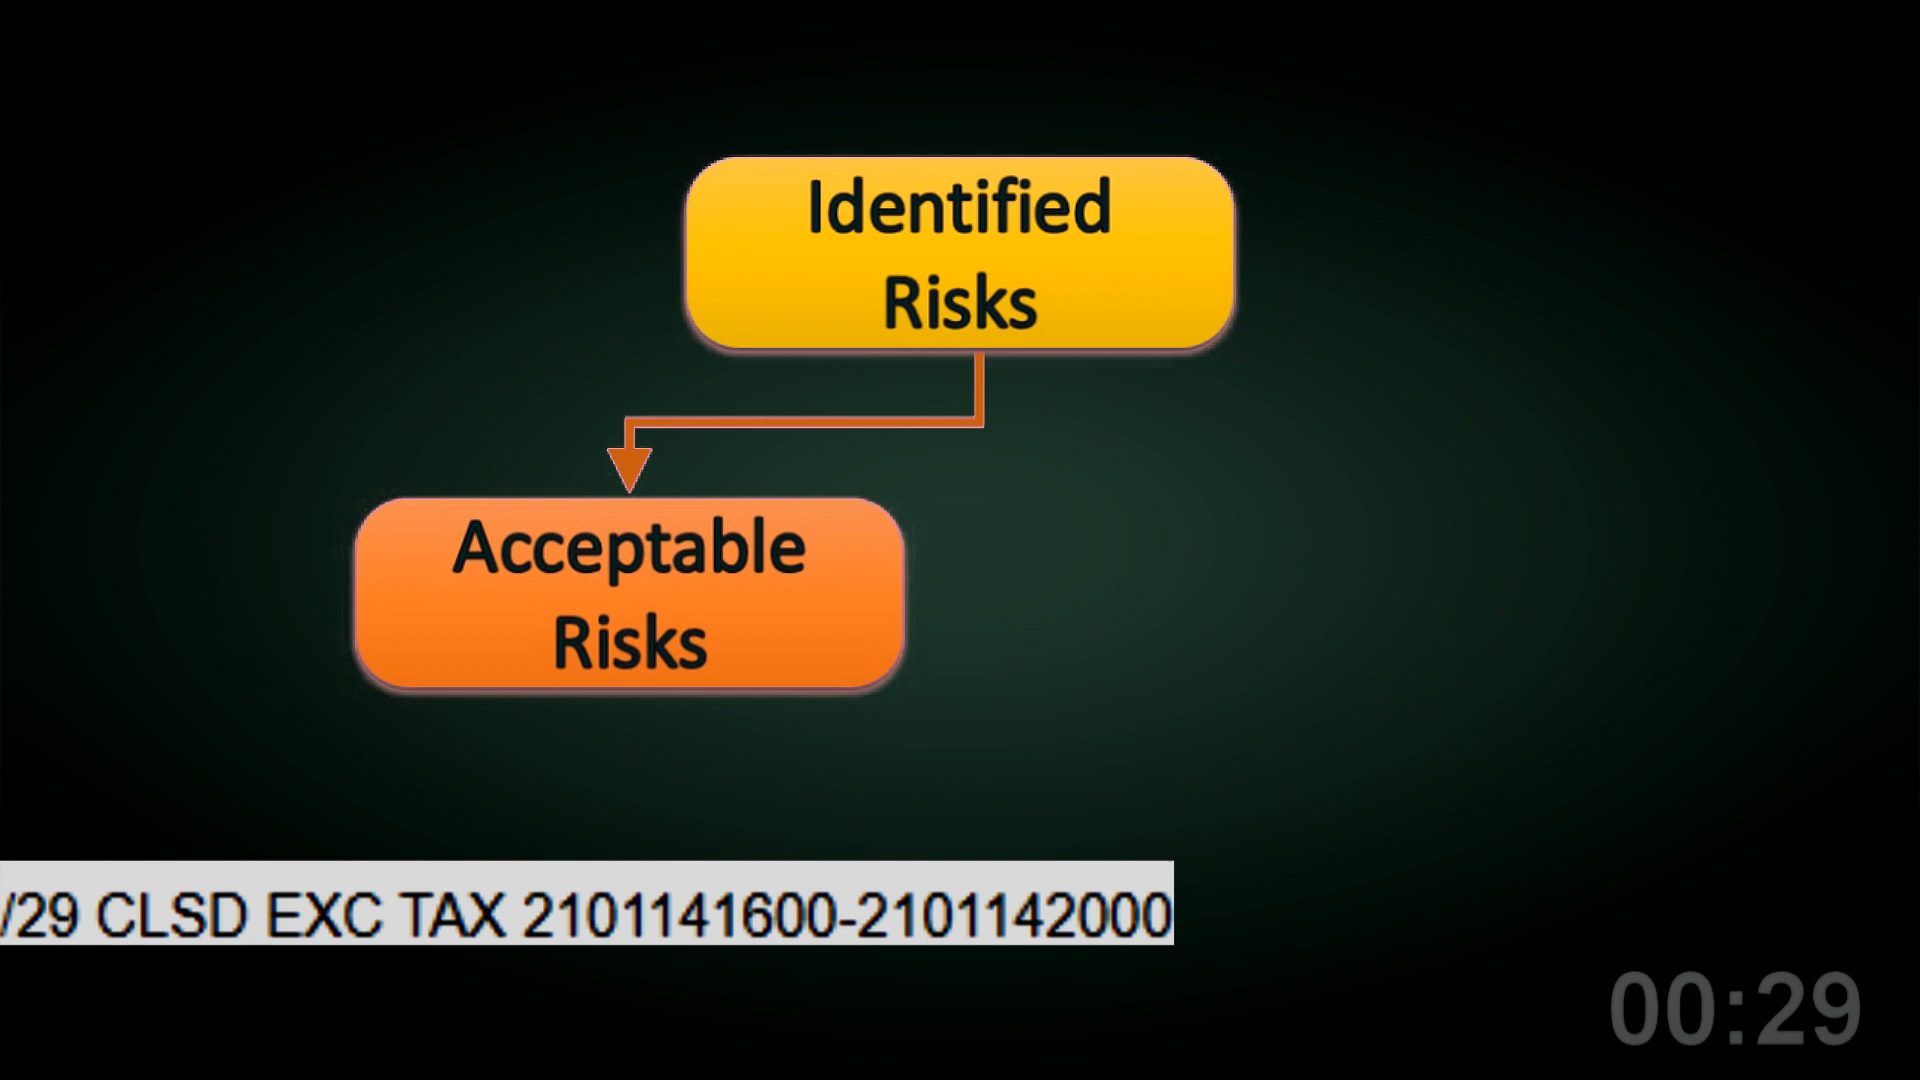 Identified
Risks
Acceptable
Risks
/29 CLSD EXC TAX 2101141600-2101142000
00:29